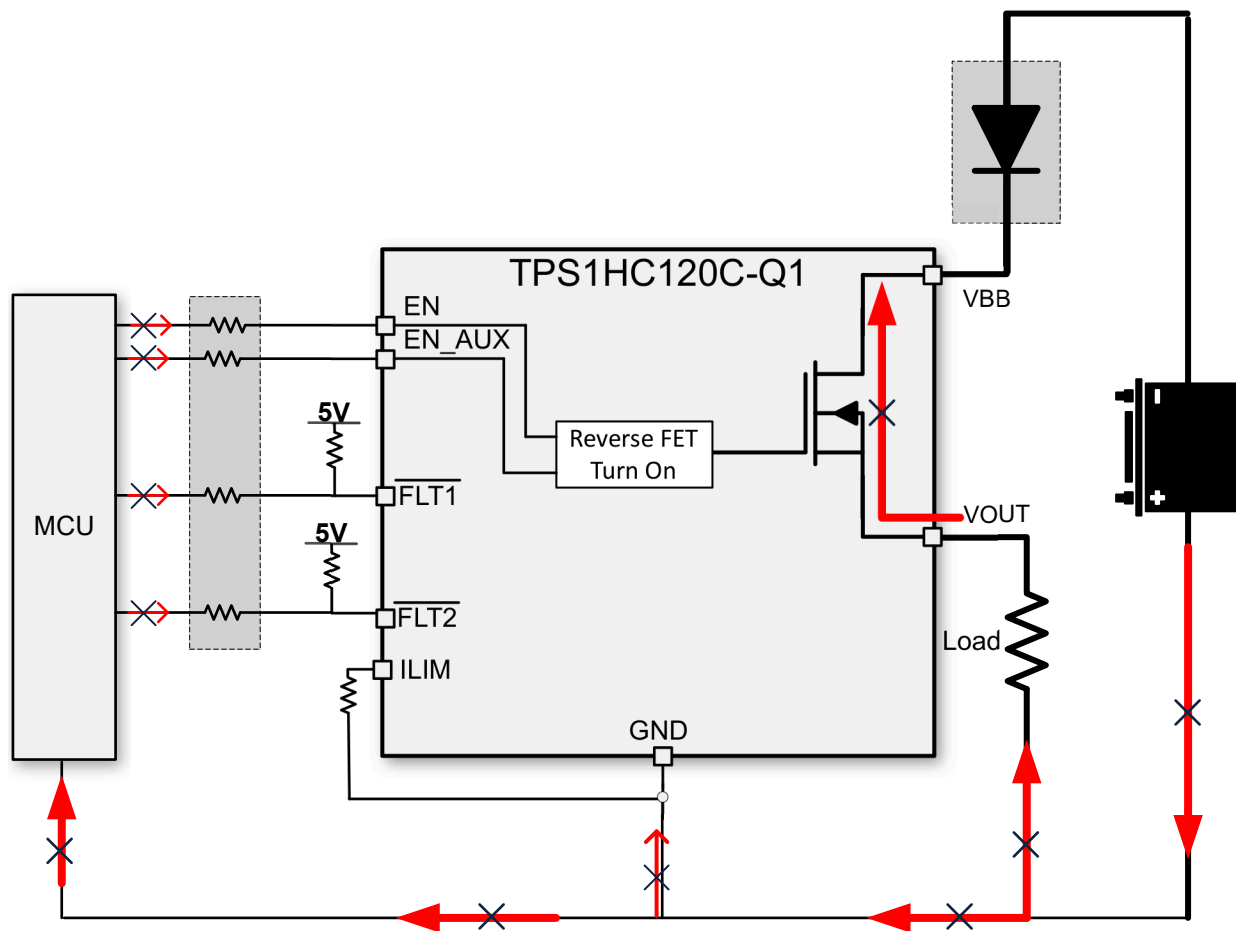 TPS1HC120C-Q1
VBB
EN
EN_AUX
5V
Reverse FET
Turn On
-
FLT1
+
MCU
VOUT
5V
FLT2
Load
ILIM
GND